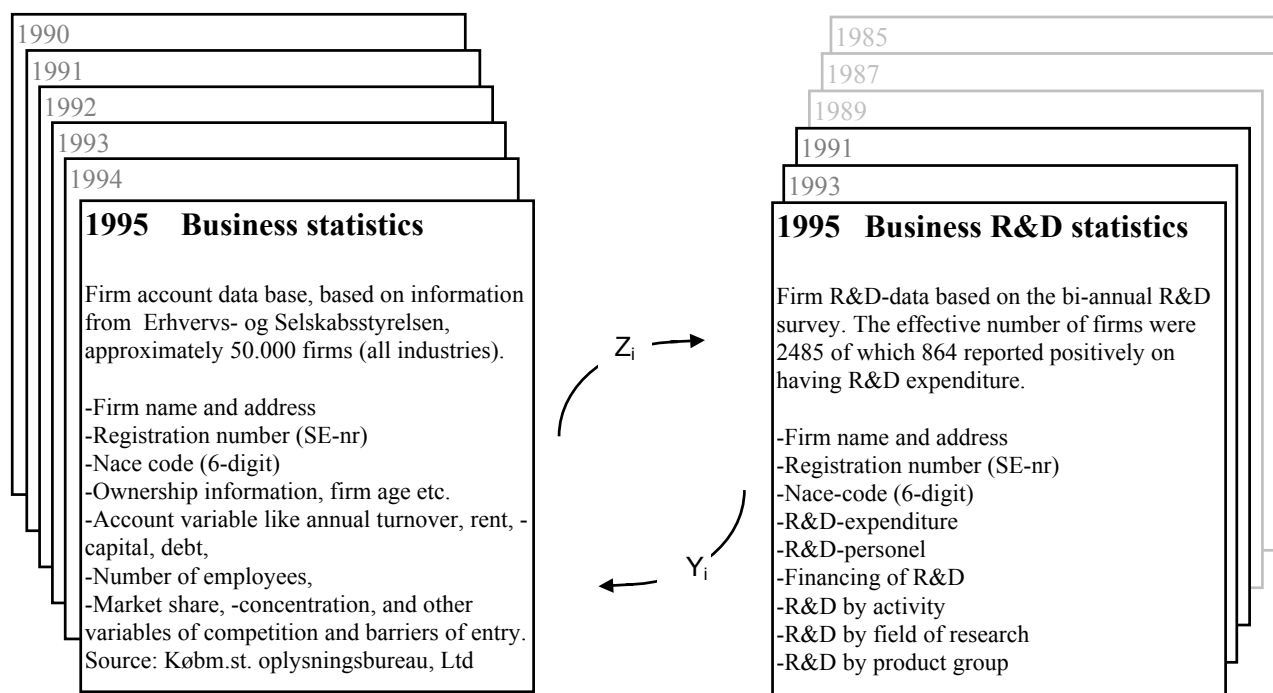 1990
1991
1992
1993
1994
1995 Business statistics
Firm account data base, based on information
from Erhvervs- og Selskabsstyrelsen,
approximately 50.000 firms (all industries).
-Firm name and address
-Registration number (SE-nr)
-Nace code (6-digit)
-Ownership information, firm age etc.
-Account variable like annual turnover, rent, -
capital, debt,
-Number of employees,
-Market share, -concentration, and other
variables of competition and barriers of entry.
Source: Købm.st. oplysningsbureau, Ltd
Zi
Yi
1985
1987
1989
1991
1993
1995 Business R&D statistics
Firm R&D-data based on the bi-annual R&D
survey. The effective number of firms were
2485 of which 864 reported positively on
having R&D expenditure.
-Firm name and address
-Registration number (SE-nr)
-Nace-code (6-digit)
-R&D-expenditure
-R&D-personel
-Financing of R&D
-R&D by activity
-R&D by field of research
-R&D by product group